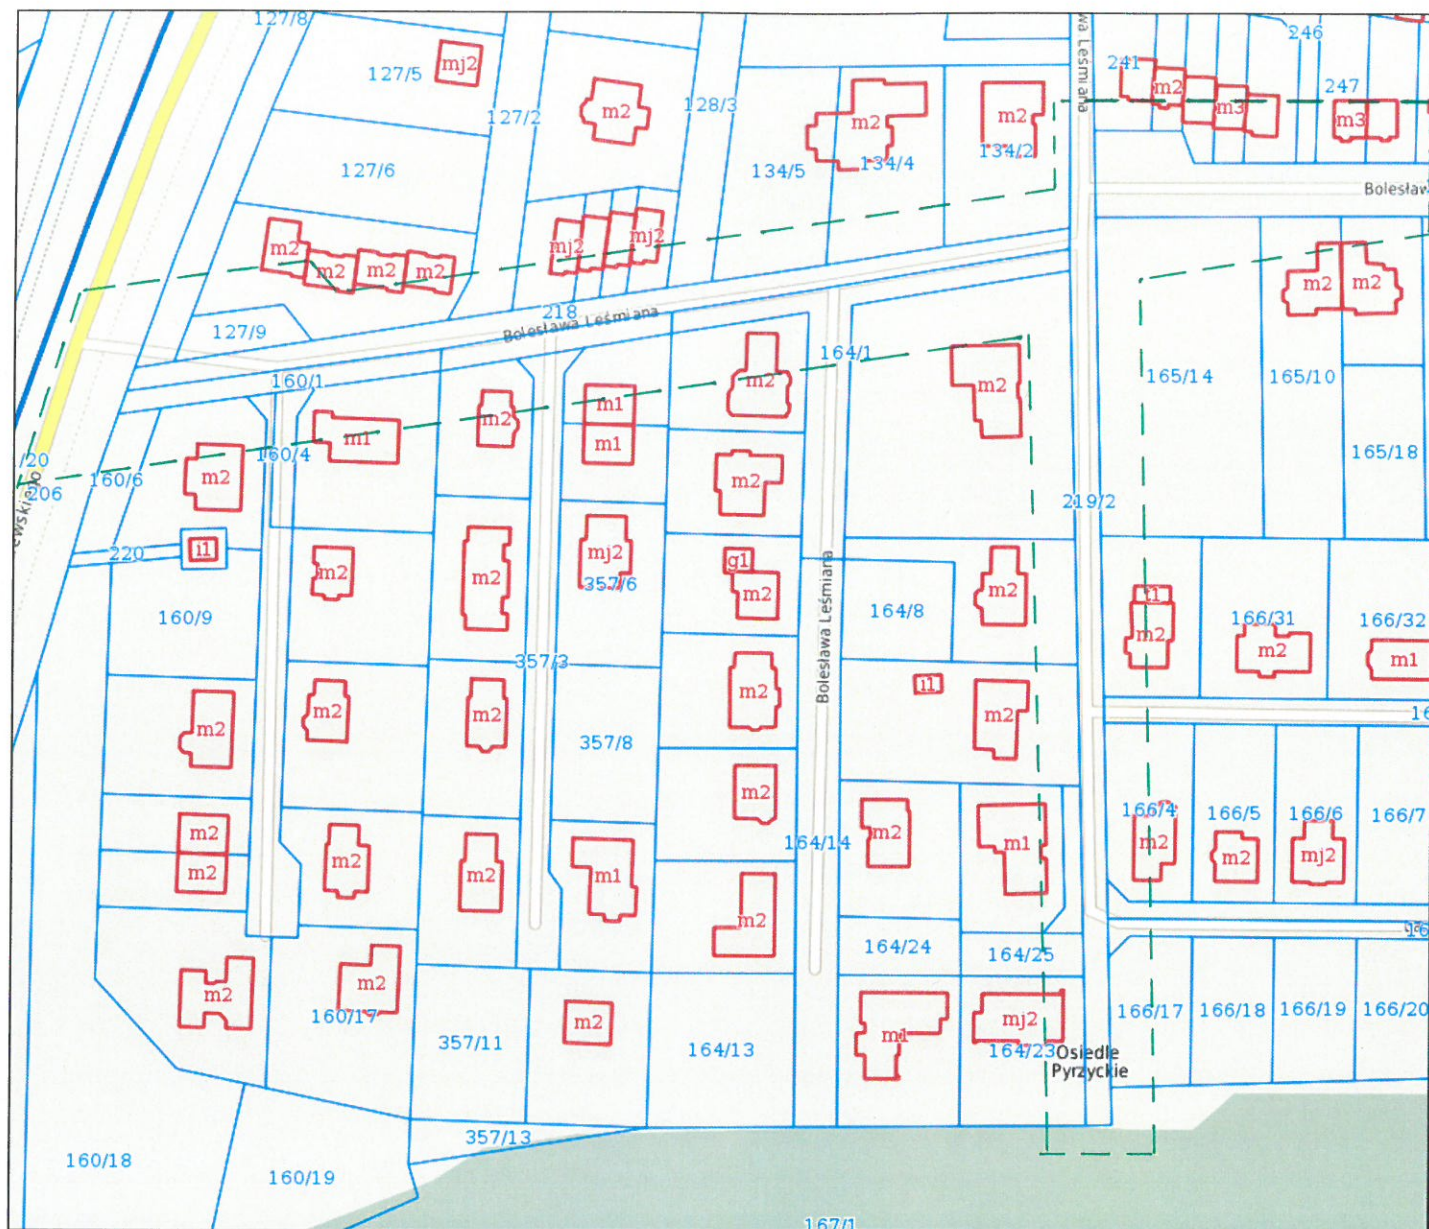 127/8
wa Leśmiana
246
127/5
mj2
241
m2
247
127/2
m2
128/3
m2
m2
m3
m3
127/6
134/5
134/4
134/2
Bolesław
m2
m2
m2
m2
mj2
mj2
m2
m2
218
Bolesława Leśmiana
127/9
164/1
160/1
m2
m2
165/14
165/10
m1
m2
m1
m1
160/4
165/18
/20
206
160/6
m2
m2
219/2
ewskiego
220
i1
mj2
g1
m2
m2
357/6
m2
m2
t1
Bolesława Leśmiana
164/8
160/9
166/31
166/32
m2
m2
m1
357/3
i1
m2
m2
m2
m2
m2
16
357/8
m2
166/4
166/5
166/6
166/7
m2
m2
m1
m2
164/14
m2
m2
mj2
m2
m2
m1
m2
164/24
164/25
16
m2
m2
160/17
m2
166/17
166/18
166/19
166/20
357/11
164/13
m1
mj2
164/23
Osiedle
Pyrzyckie
357/13
160/18
160/19
167/1